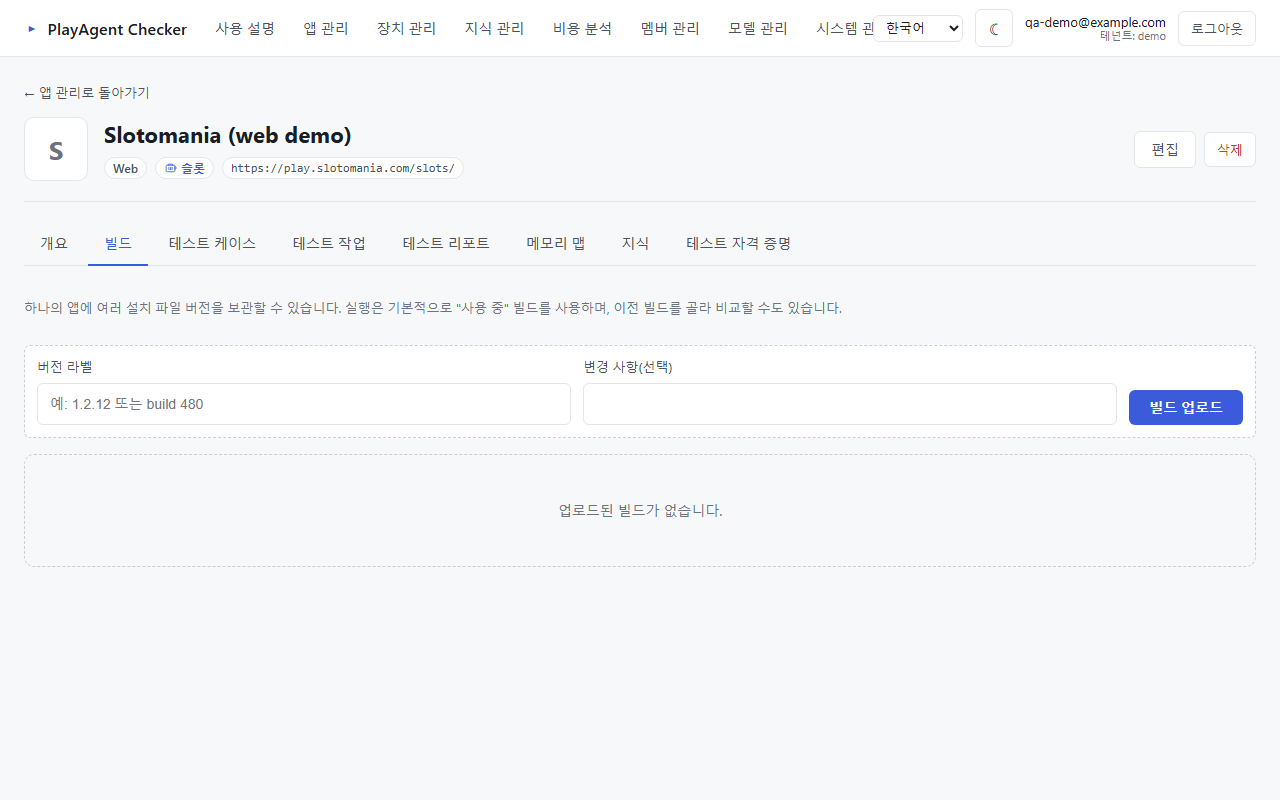 PlayAgent Checker 사용 설명 앱 관리 장치 관리 지식 관리 비용 분석 멤버 관리 모델 관리 시스템 관 한국어 qa-demo@example.com 로그아웃
테넌트: demo
← 앱 관리로 돌아가기
S
Slotomania (web demo)
Web 슬롯 https://play.slotomania.com/slots/
편집 삭제
개요 빌드 테스트 케이스 테스트 작업 테스트 리포트 메모리 맵 지식 테스트 자격 증명
하나의 앱에 여러 설치 파일 버전을 보관할 수 있습니다. 실행은 기본적으로 "사용 중" 빌드를 사용하며, 이전 빌드를 골라 비교할 수도 있습니다.
버전 라벨 변경 사항(선택)
예: 1.2.12 또는 build 480 빌드 업로드
업로드된 빌드가 없습니다.